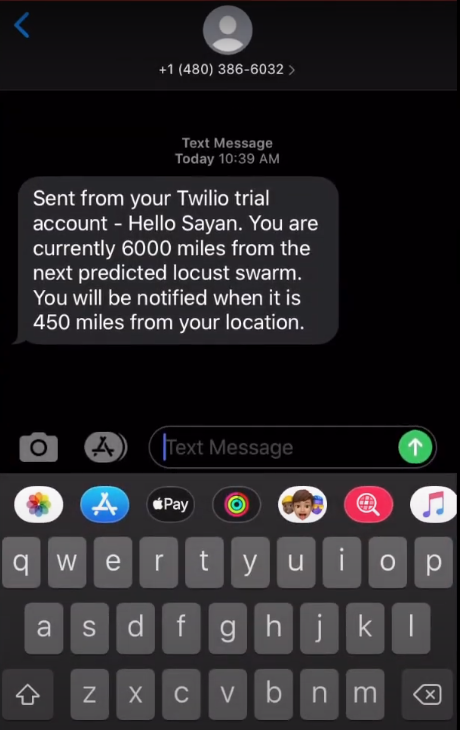 +1 (480) 386-6032 >
Text Message
Today 10:39 AM
Sent from your Twilio trial
account - Hello Sayan. You are
currently 6000 miles from the
next predicted locust swarm.
You will be notified when it is
450 miles from your location.
Text Message
Pay
q w e r t y u i o p
a s d f g h j k l
z x c v b n m